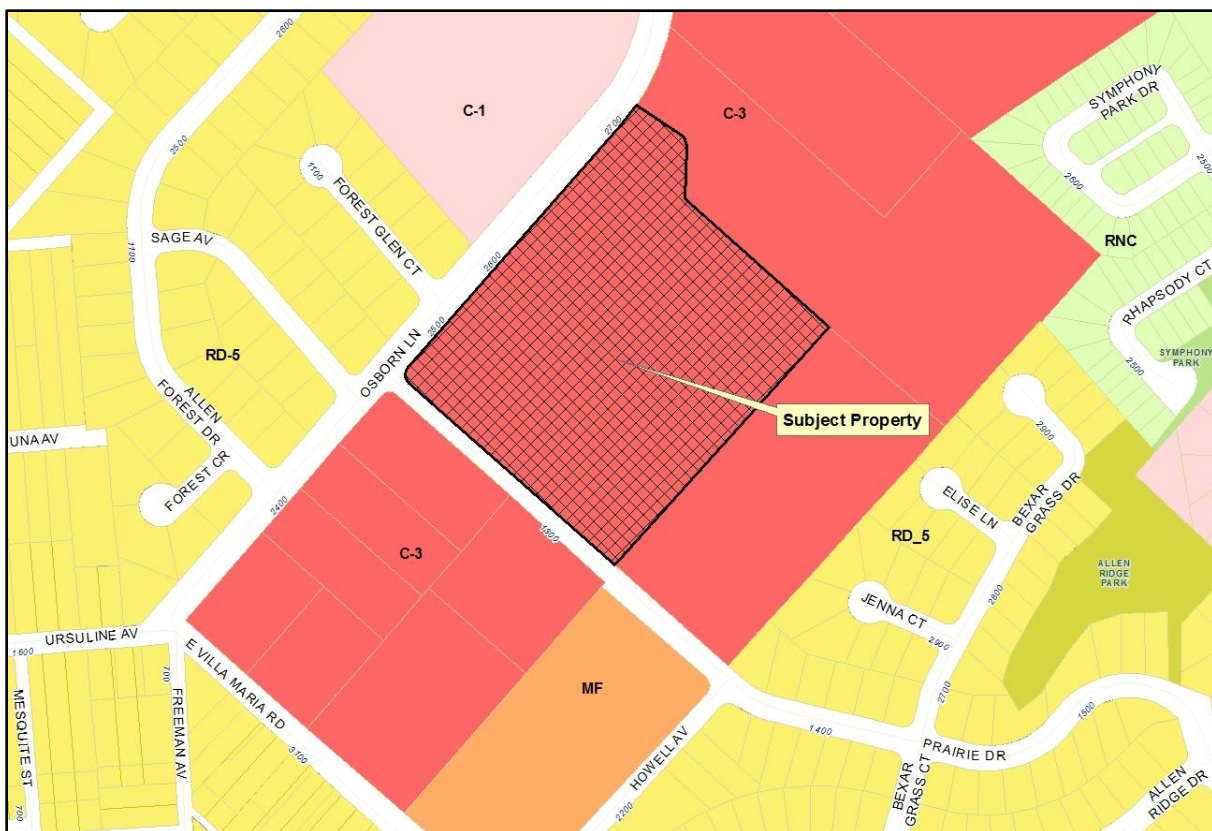 2600
SYMPHONY
PARK DR
C-1
C-3
2700
2500
2500
2600
1100
FOREST GLEN CT
RNC
SAGE AV
1100
2600
RHAPSODY CT
2500
OSBORN LN
RD-5
SYMPHONY
PARK
2500
ALLEN
FOREST DR
Subject Property
2900
UNA AV
FOREST CR
ELISE LN
BEXAR
GRASS DR
2400
1300
RD_5
C-3
ALLEN
RIDGE
PARK
JENNA CT
2800
2900
URSULINE AV
1600
E VILLA MARIA RD
700
MF
2700
MESQUITE ST
FREEMAN AV
HOWELL AV
1400
1500
PRAIRIE DR
3100
BEXAR
GRASS CT
ALLEN
RIDGE DR
700
2200